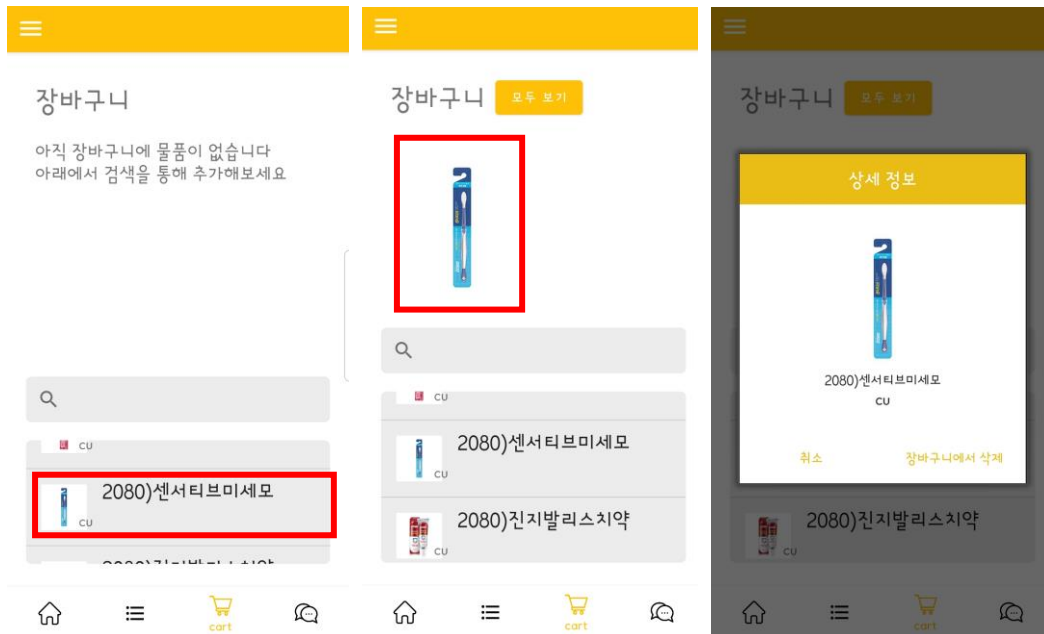 장바구니
아직 장바구니에 물품이 없습니다
아래에서 검색을 통해 추가해보세요
CU
2080)센서티브미세모
CU
cart
장바구니
모두 보기
CU
2080)센서티브미세모
CU
2080)진지발리스치약
CU
cart
장바구니
모두 보기
상세 정보
2080)센서티브미세모
CU
취소
장바구니에서 삭제
2080)진지발리스치약
CU
cart